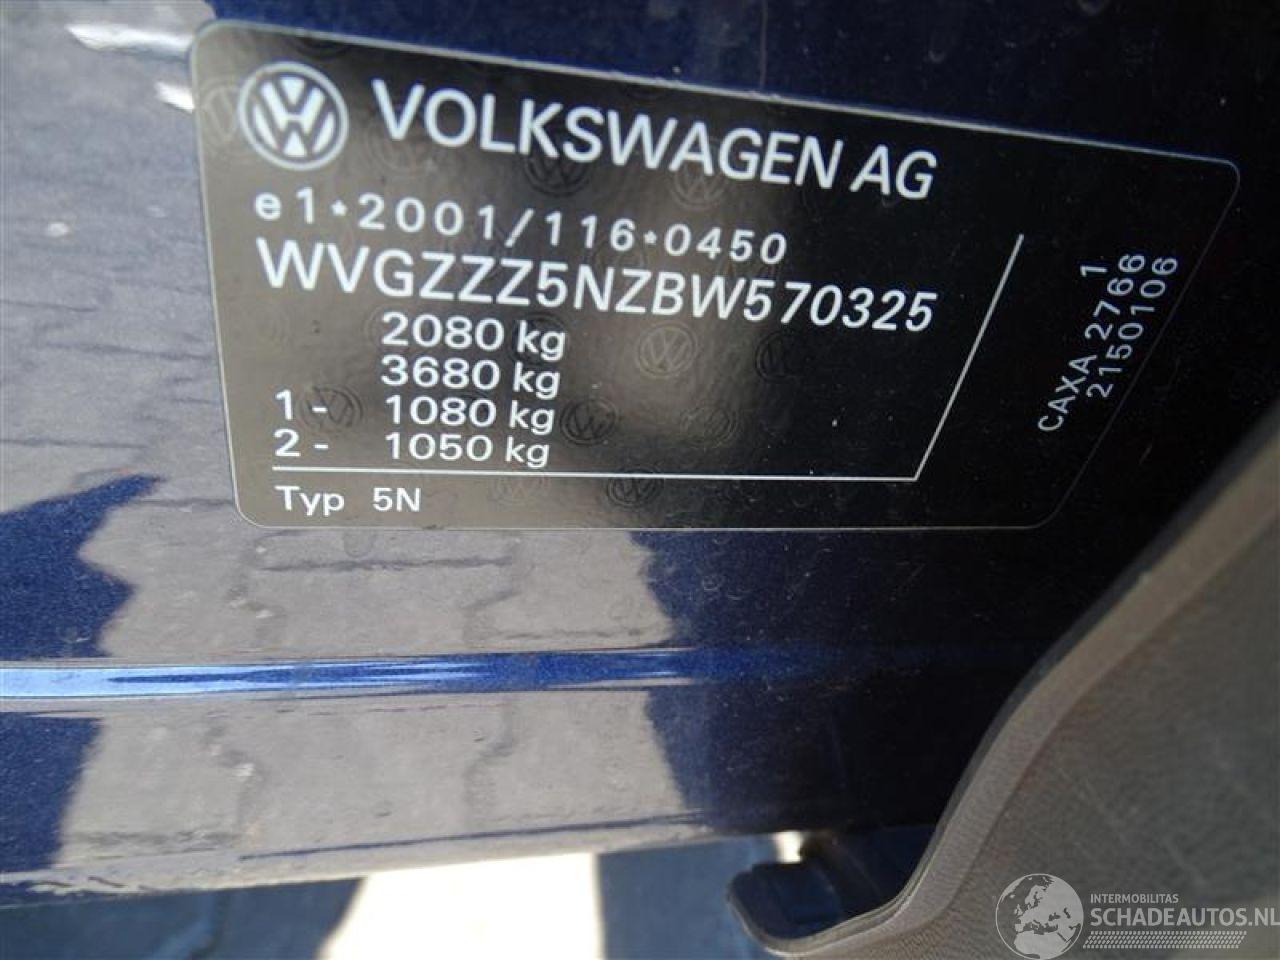 VOLKSWAGEN AG
e1*2001/116*0450
WVGZZZ5NZBW570325
2080 kg
3680 kg
1- 1080 kg
2- 1050 kg
Typ 5N
1
CAXA 2766
2150106
INTERMOBILITAS
SCHADEAUTOS.NL